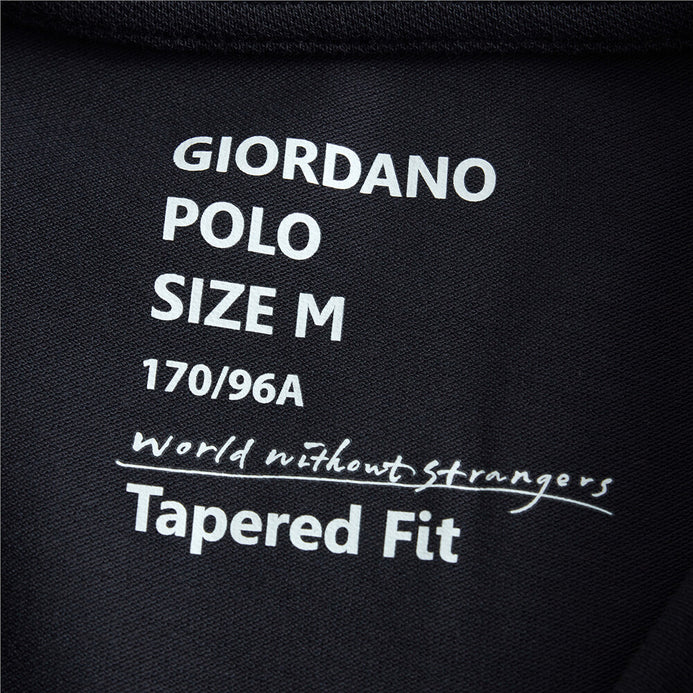 GIORDANO
POLO
SIZE M
170/96A
World without strangers
Tapered Fit